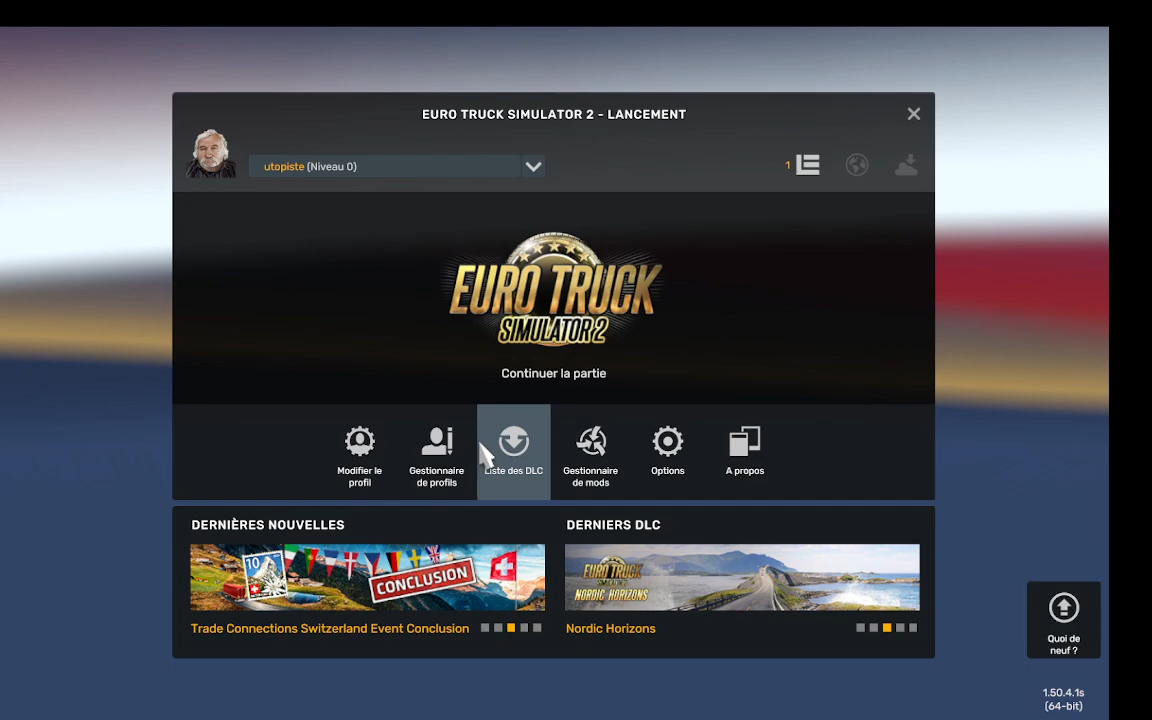 EURO TRUCK SIMULATOR 2 - LANCEMENT
utopiste (Niveau 0)
1
EURO TRUCK
SIMULATOR 2
Continuer la partie
Modifier le
profil
Gestionnaire
de profils
Liste des DLC
Gestionnaire
de mods
Options
A propos
DERNIÈRES NOUVELLES
10
CONCLUSION
Trade Connections Switzerland Event Conclusion
DERNIERS DLC
EURO TRUCK
NORDIC HORIZONS
Nordic Horizons
Quoi de
neuf ?
1.50.4.1s
(64-bit)